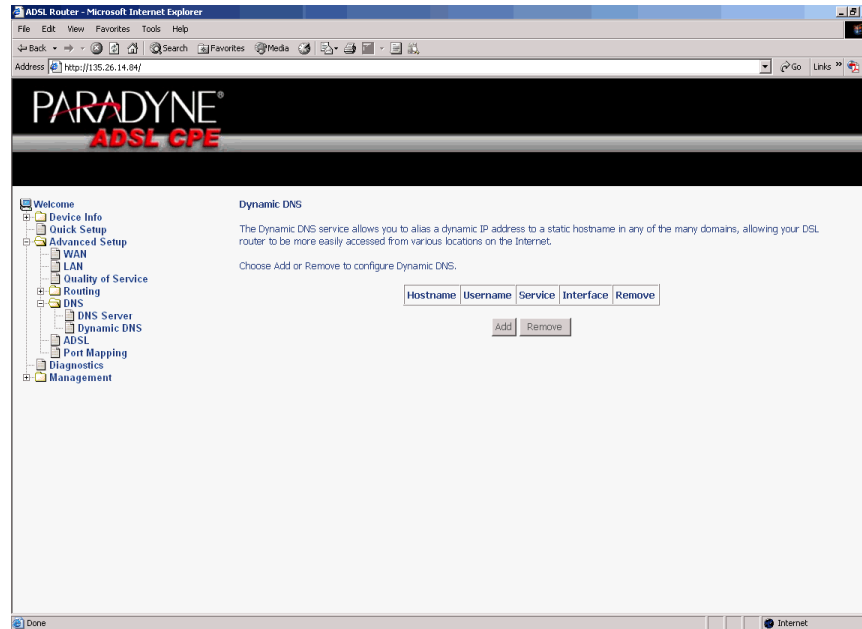 ADSL Router - Microsoft Internet Explorer
File Edit View Favorites Tools Help
Back Search Favorites Media
Address http://135.26.14.84/ Go Links »
PARADYNE®
ADSL CPE
Welcome
Device Info
Quick Setup
Advanced Setup
WAN
LAN
Quality of Service
Routing
DNS
DNS Server
Dynamic DNS
ADSL
Port Mapping
Diagnostics
Management
Dynamic DNS
The Dynamic DNS service allows you to alias a dynamic IP address to a static hostname in any of the many domains, allowing your DSL
router to be more easily accessed from various locations on the Internet.
Choose Add or Remove to configure Dynamic DNS.
Hostname Username Service Interface Remove
Add Remove
Done Internet